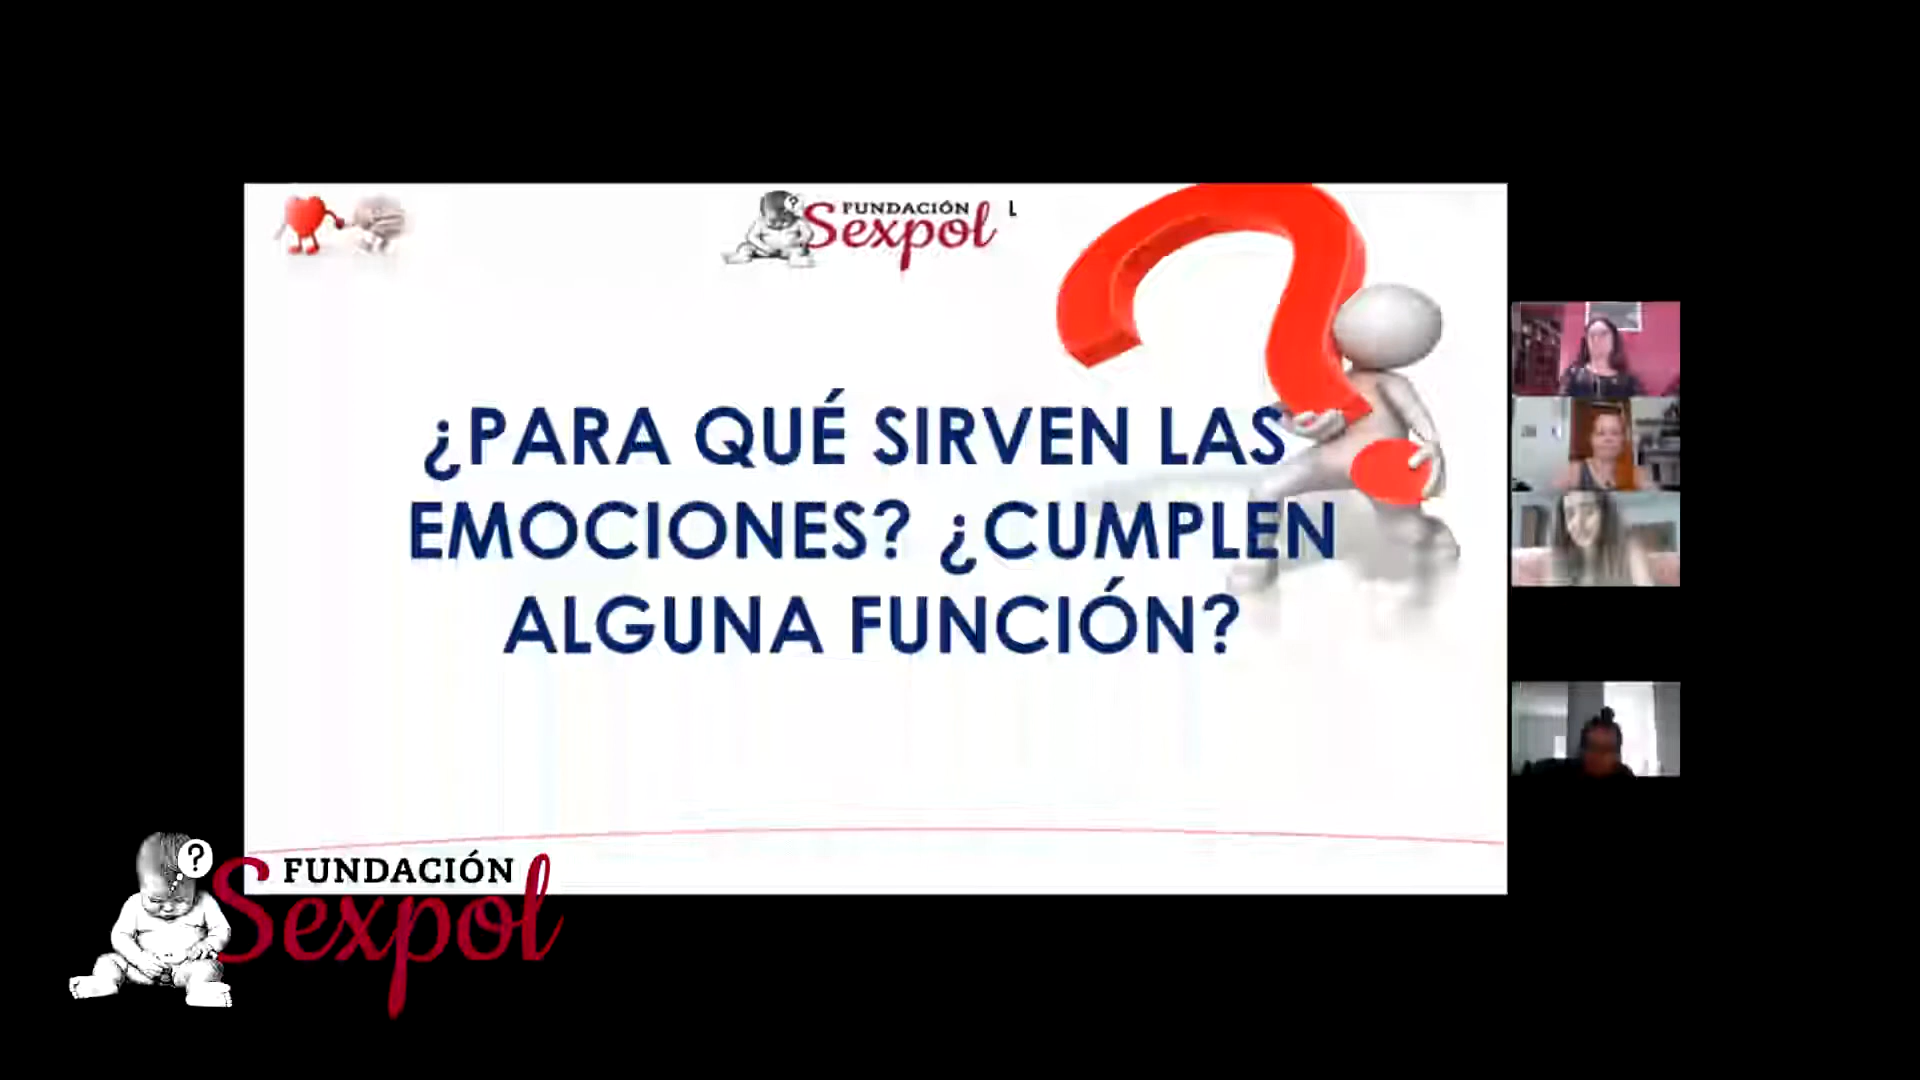 FUNDACIÓN
Sexpol
L
?
¿PARA QUÉ SIRVEN LAS
EMOCIONES? ¿CUMPLEN
ALGUNA FUNCIÓN?
?
FUNDACIÓN
Sexpol